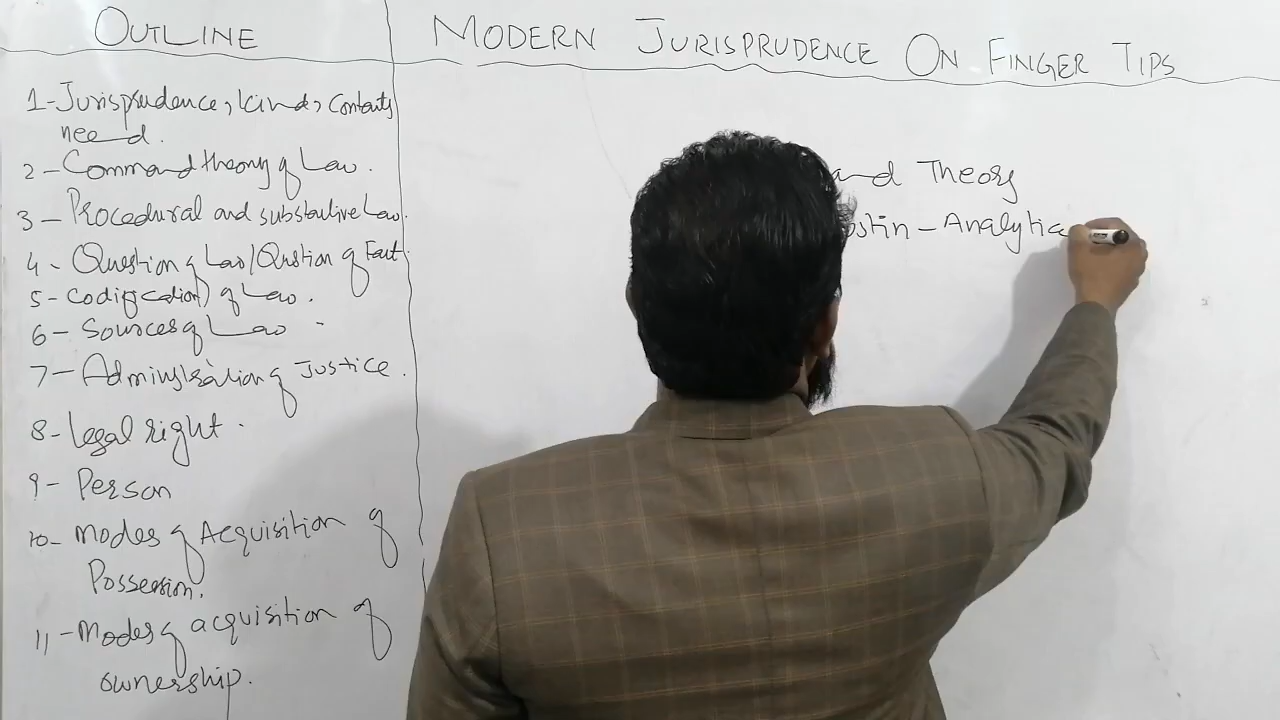 OUTLINE
MODERN JURISPRUDENCE ON FINGER TIPS
1-Jurisprudence, kinds, contents
need.
2- Command theory of Law.
3- Procedural and substantive Law.
4- Question of Law/Question of Fact.
5- codification of Law.
6- Sources of Law
7- Administration of Justice.
8- Legal right.
9- Person
10- Modes of Acquisition of
Possession.
11- Modes of acquisition of
ownership.
and Theory
ustin - Analytica